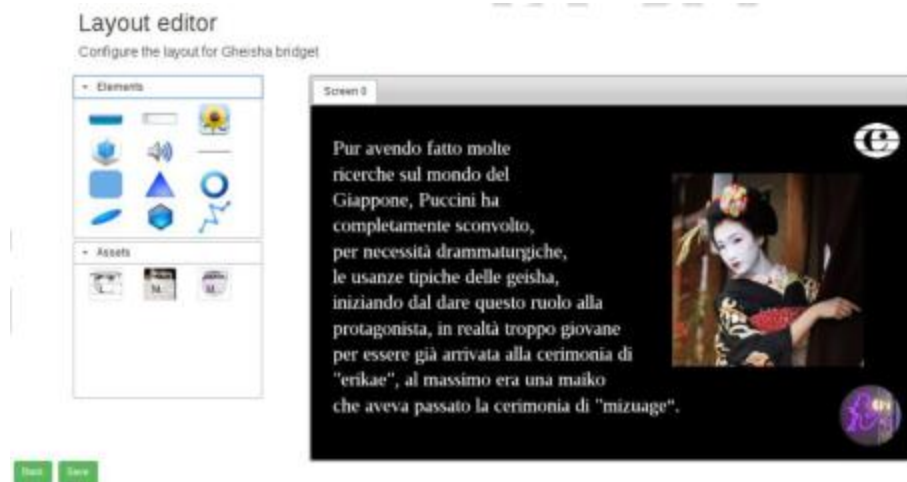 Layout editor
Configure the layout for Gheisha bridget
Elements
Assets
L...
M...
M...
Screen 0
Pur avendo fatto molte
ricerche sul mondo del
Giappone, Puccini ha
completamente sconvolto,
per necessità drammaturgiche,
le usanze tipiche delle geisha,
iniziando dal dare questo ruolo alla
protagonista, in realtà troppo giovane
per essere già arrivata alla cerimonia di
"erikae", al massimo era una maiko
che aveva passato la cerimonia di "mizuage".
Back
Save